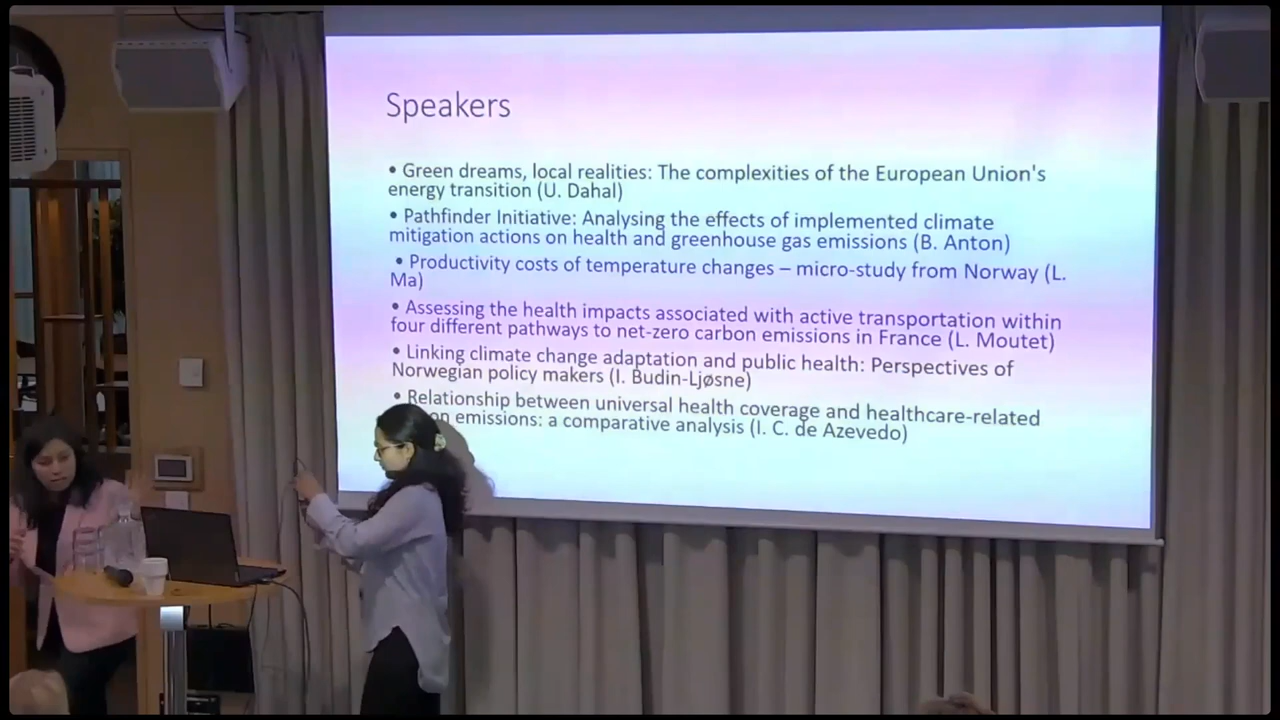 Speakers
• Green dreams, local realities: The complexities of the European Union's
energy transition (U. Dahal)
• Pathfinder Initiative: Analysing the effects of implemented climate
mitigation actions on health and greenhouse gas emissions (B. Anton)
• Productivity costs of temperature changes – micro-study from Norway (L.
Ma)
• Assessing the health impacts associated with active transportation within
four different pathways to net-zero carbon emissions in France (L. Moutet)
• Linking climate change adaptation and public health: Perspectives of
Norwegian policy makers (I. Budin-Ljøsne)
• Relationship between universal health coverage and healthcare-related
emissions: a comparative analysis (I. C. de Azevedo)